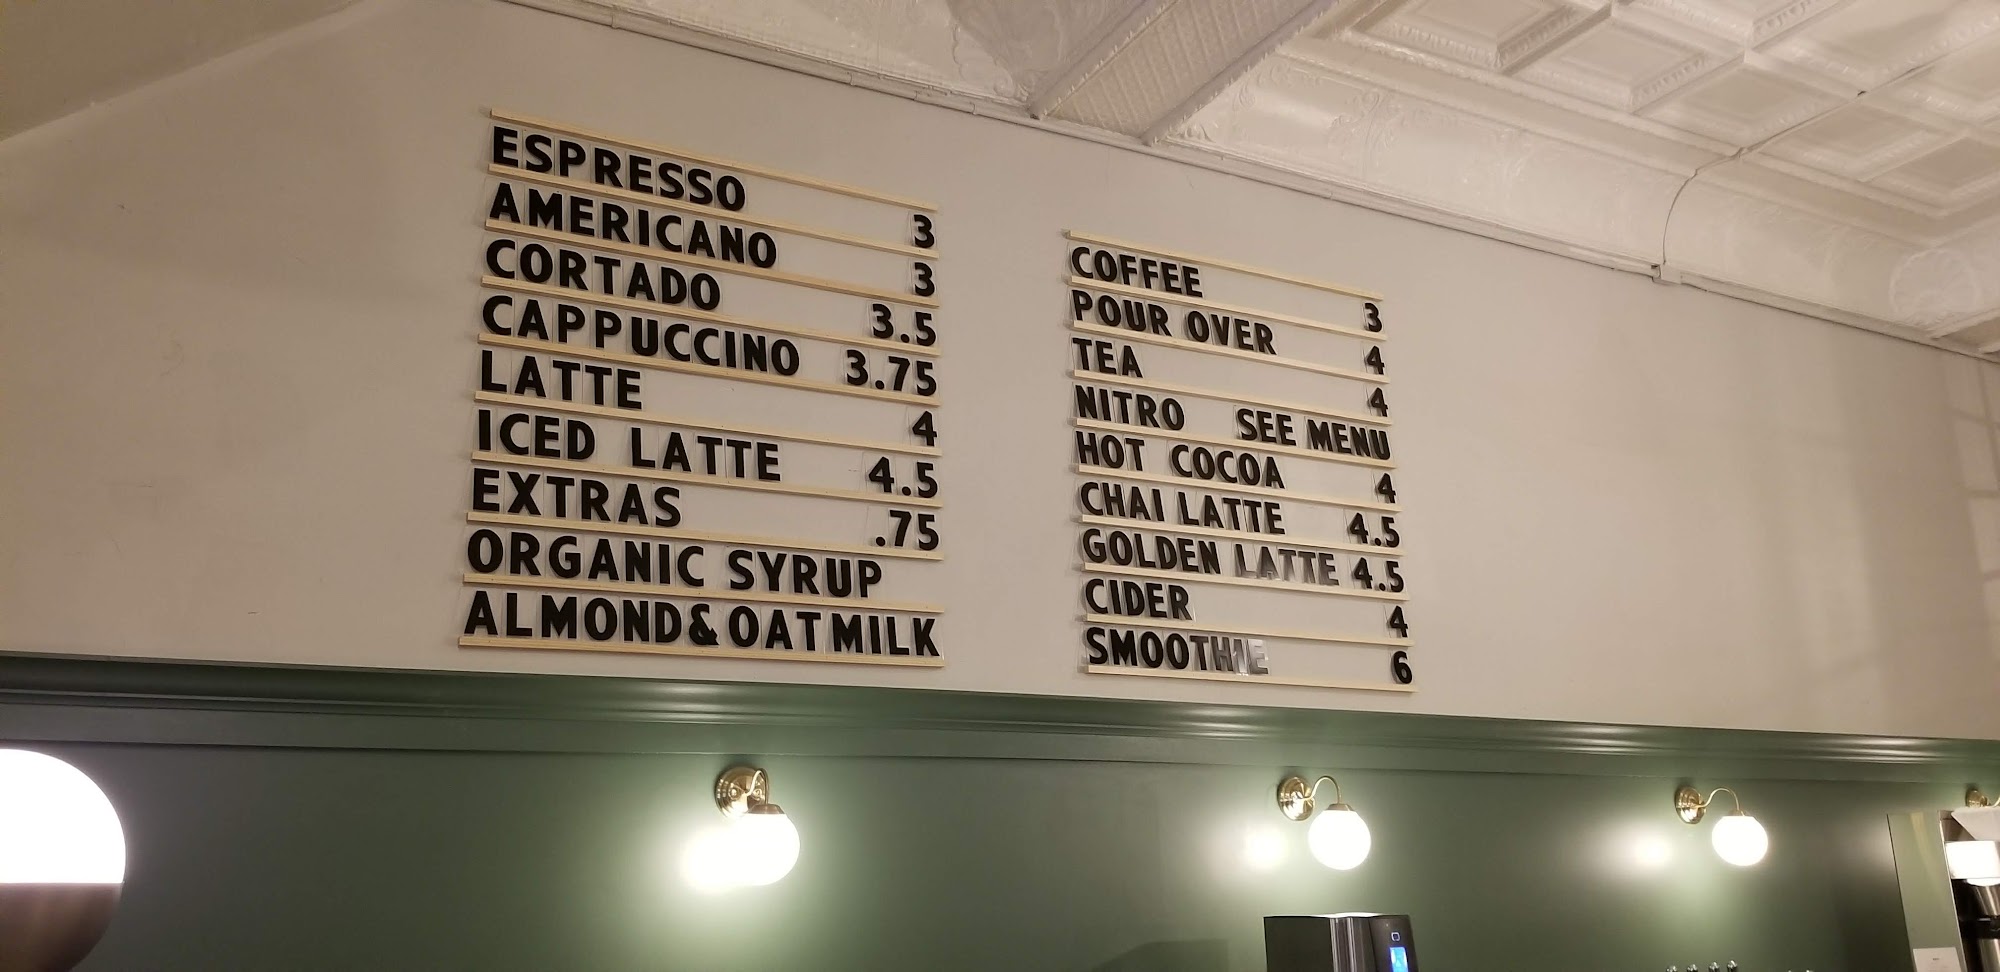 ESPRESSO 3
AMERICANO 3
CORTADO 3.5
CAPPUCCINO 3.75
LATTE 4
ICED LATTE 4.5
EXTRAS .75
ORGANIC SYRUP
ALMOND & OAT MILK
COFFEE 3
POUR OVER 4
TEA 4
NITRO SEE MENU
HOT COCOA 4
CHAI LATTE 4.5
GOLDEN LATTE 4.5
CIDER 4
SMOOTHIE 6